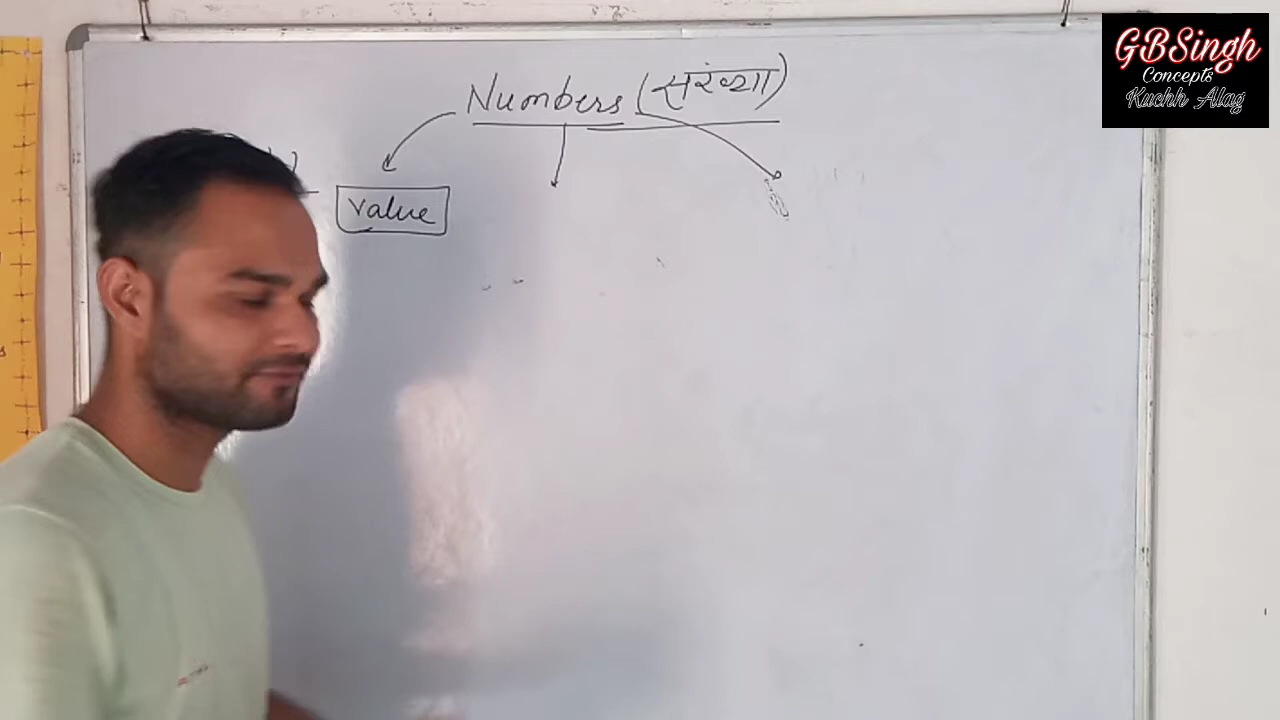 Numbers (संख्या)
value
GBSingh
Concepts
Kuchh Alag